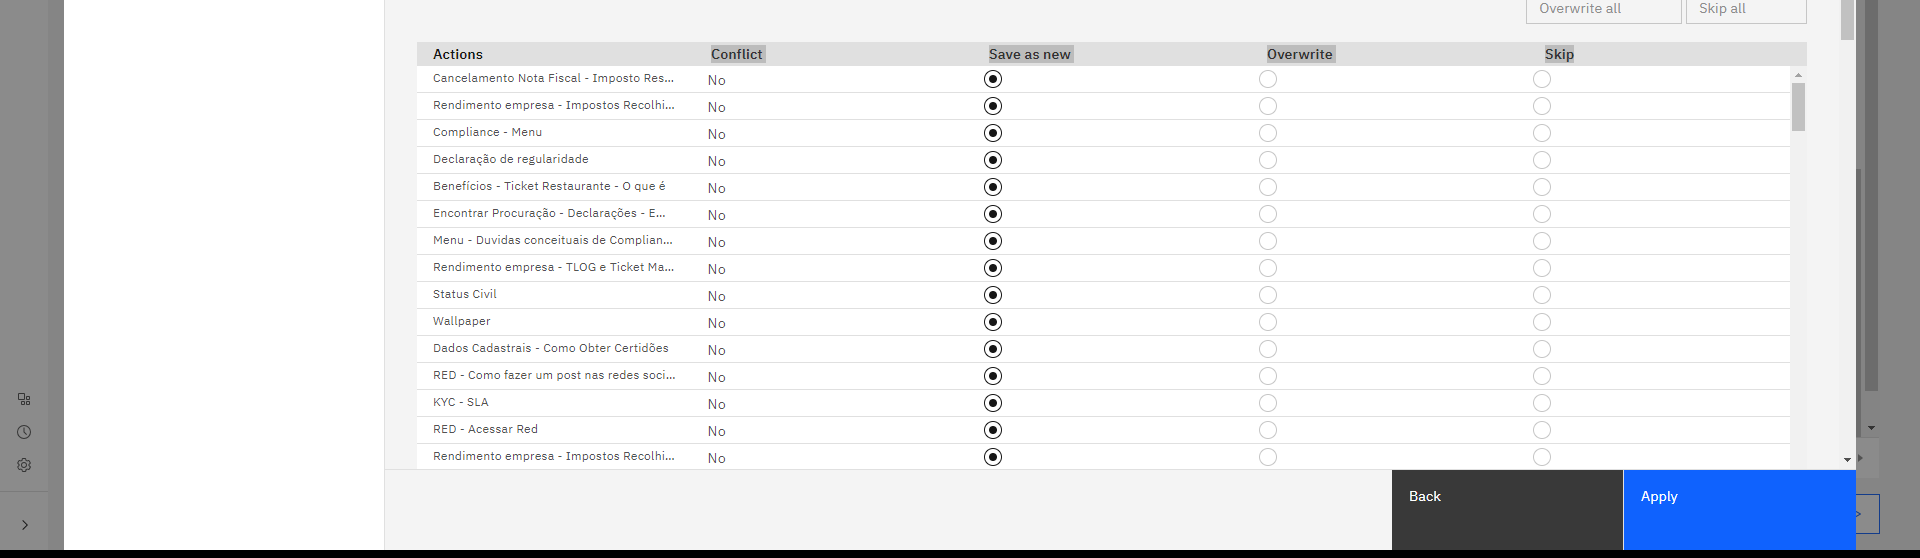 Overwrite all Skip all
Actions Conflict Save as new Overwrite Skip
Cancelamento Nota Fiscal - Imposto Res... No
Rendimento empresa - Impostos Recolhi... No
Compliance - Menu No
Declaração de regularidade No
Benefícios - Ticket Restaurante - O que é No
Encontrar Procuração - Declarações - E... No
Menu - Duvidas conceituais de Complian... No
Rendimento empresa - TLOG e Ticket Ma... No
Status Civil No
Wallpaper No
Dados Cadastrais - Como Obter Certidões No
RED - Como fazer um post nas redes soci... No
KYC - SLA No
RED - Acessar Red No
Rendimento empresa - Impostos Recolhi... No
Back Apply